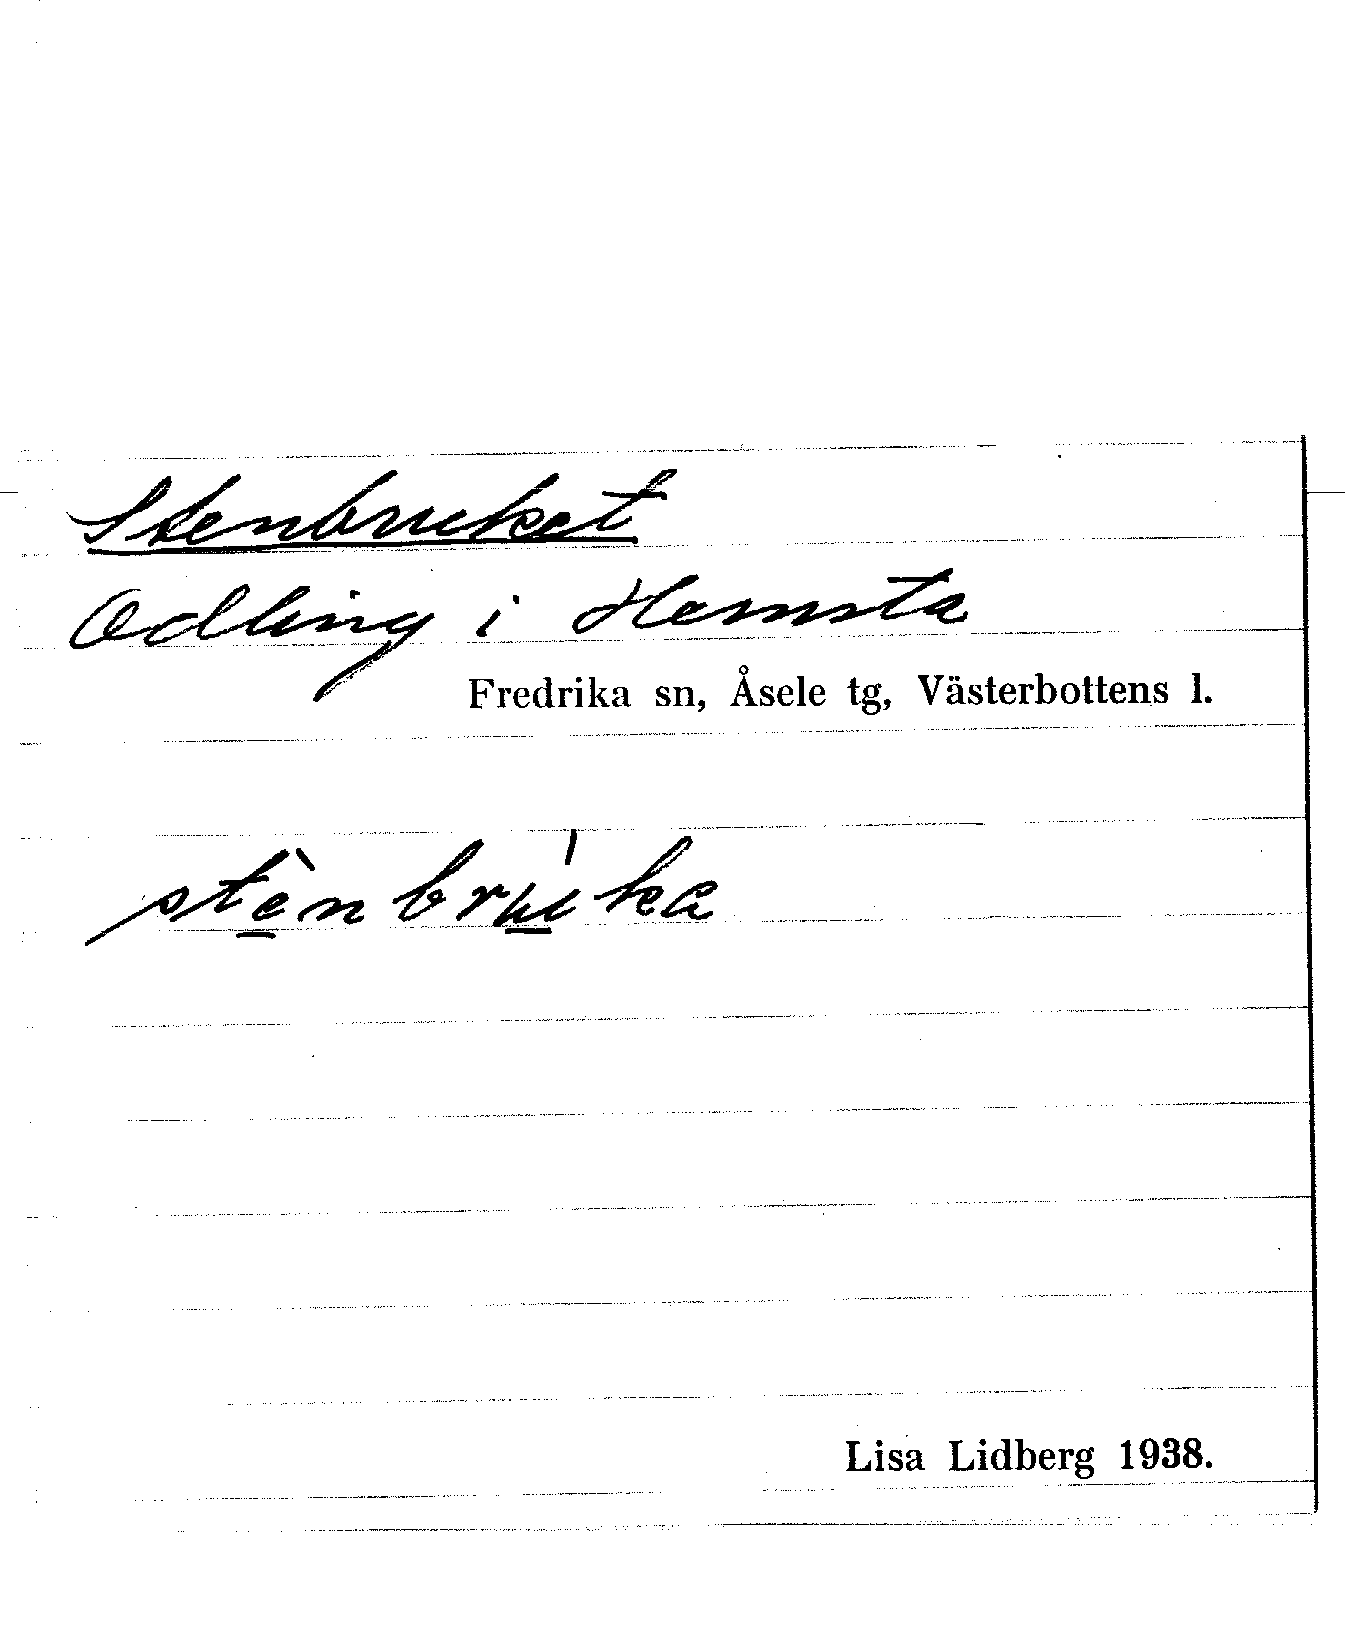 Stenbruket
Odling i Hemsta
Fredrika sn, Åsele tg, Västerbottens l.
stènbrúka
Lisa Lidberg 1938.